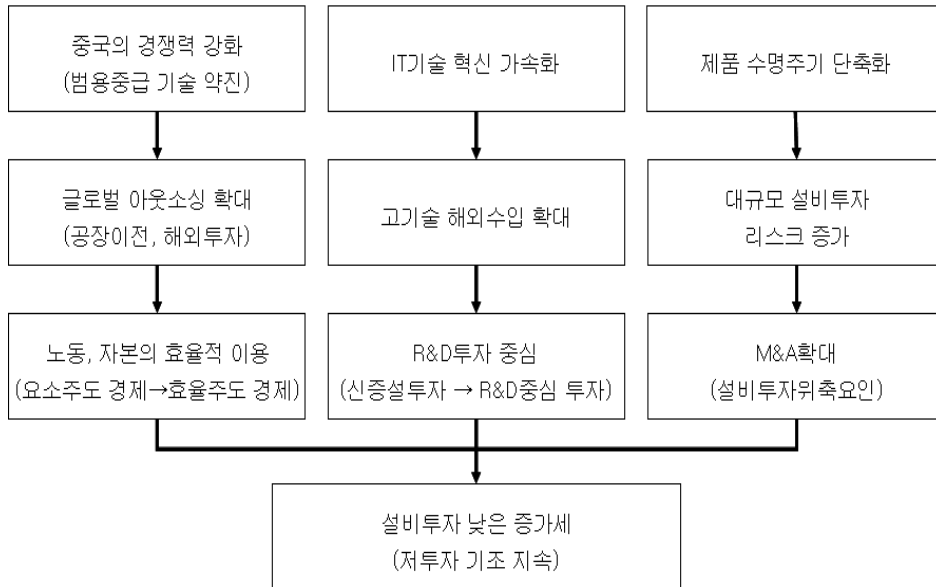 중국의 경쟁력 강화
(범용중급 기술 약진)
IT기술 혁신 가속화
제품 수명주기 단축화
글로벌 아웃소싱 확대
(공장이전, 해외투자)
고기술 해외수입 확대
대규모 설비투자
리스크 증가
노동, 자본의 효율적 이용
(요소주도 경제→효율주도 경제)
R&D투자 중심
(신증설투자 → R&D중심 투자)
M&A확대
(설비투자위축요인)
설비투자 낮은 증가세
(저투자 기조 지속)